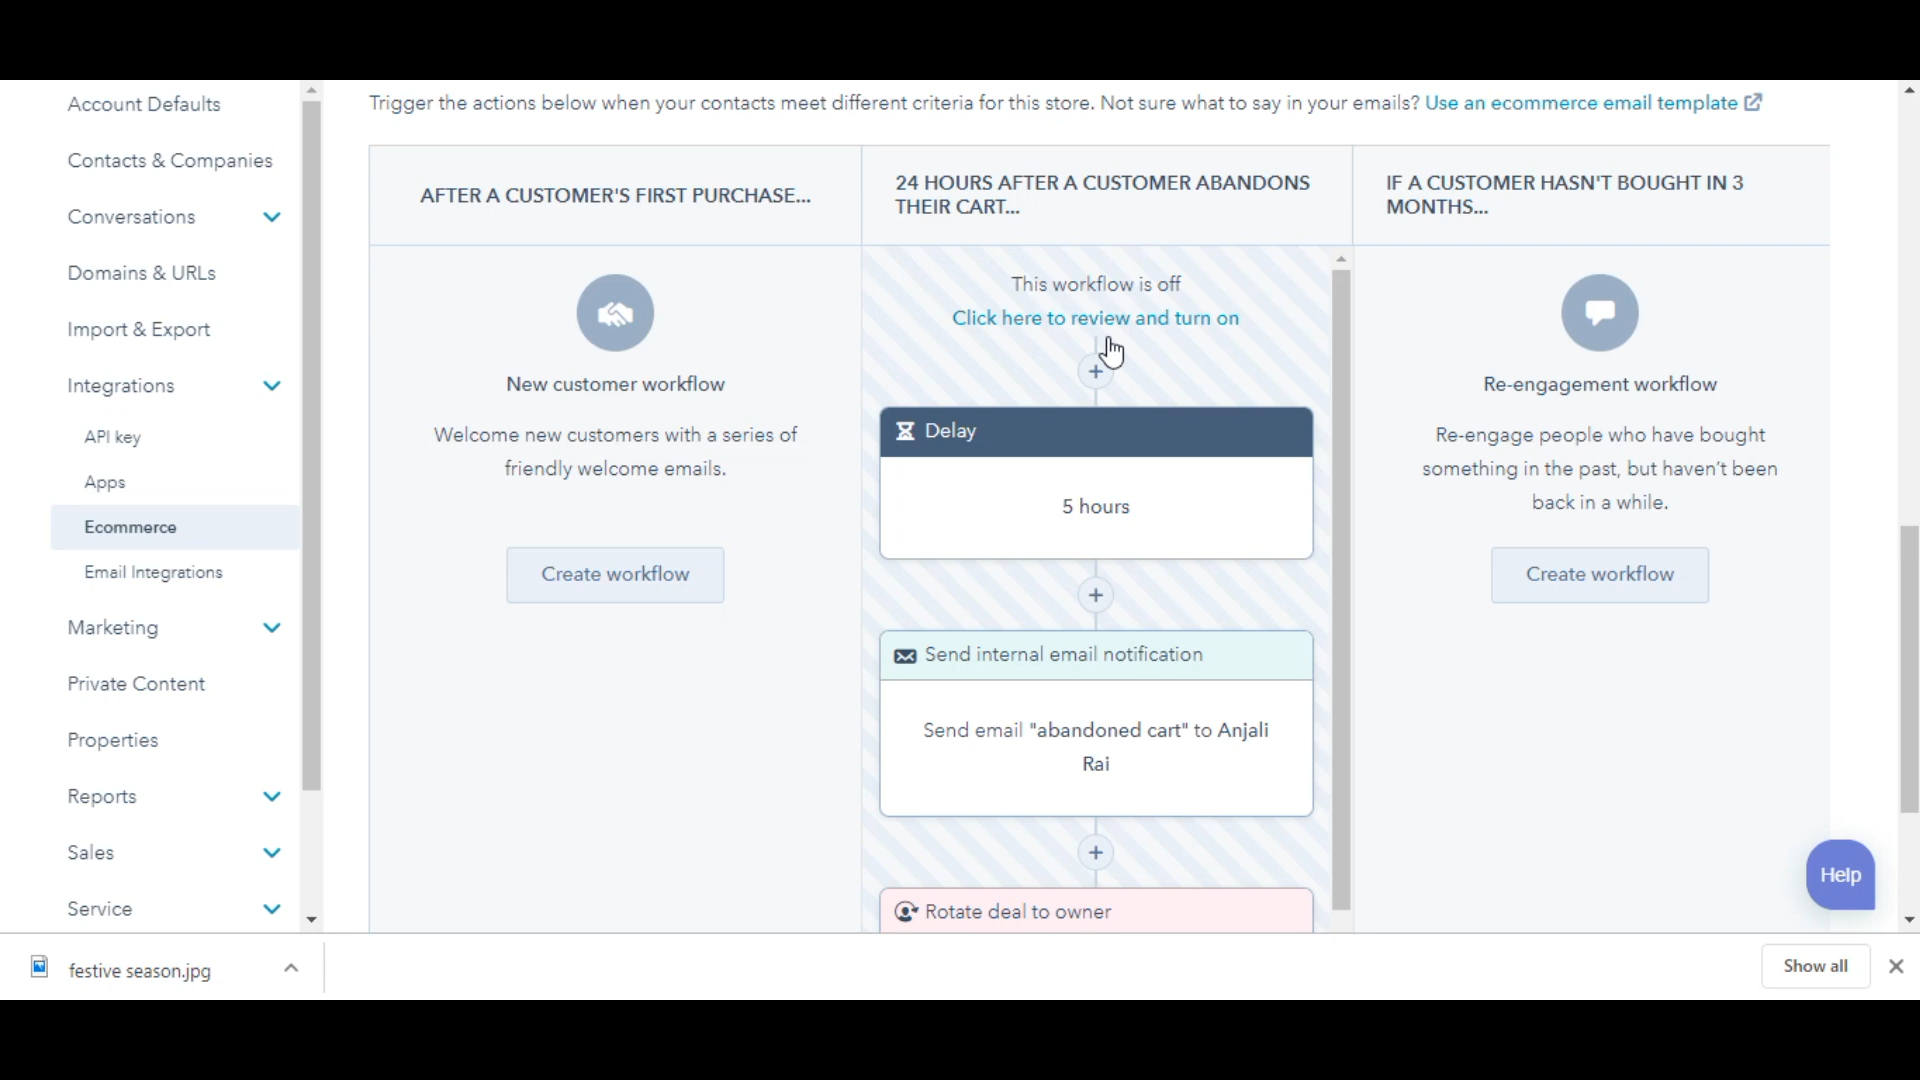 Account Defaults
Contacts & Companies
Conversations
Domains & URLs
Import & Export
Integrations
API key
Apps
Ecommerce
Email Integrations
Marketing
Private Content
Properties
Reports
Sales
Service
Trigger the actions below when your contacts meet different criteria for this store. Not sure what to say in your emails? Use an ecommerce email template
AFTER A CUSTOMER'S FIRST PURCHASE...
New customer workflow
Welcome new customers with a series of
friendly welcome emails.
Create workflow
24 HOURS AFTER A CUSTOMER ABANDONS
THEIR CART...
This workflow is off
Click here to review and turn on
Delay
5 hours
Send internal email notification
Send email "abandoned cart" to Anjali
Rai
Rotate deal to owner
IF A CUSTOMER HASN'T BOUGHT IN 3
MONTHS...
Re-engagement workflow
Re-engage people who have bought
something in the past, but haven't been
back in a while.
Create workflow
Help
festive season.jpg
Show all